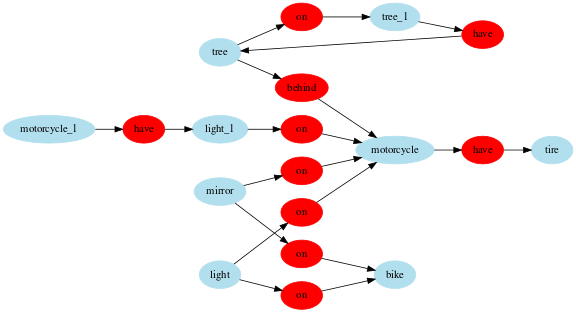 on
tree_1
have
tree
behind
motorcycle_1
have
light_1
on
motorcycle
have
tire
on
mirror
on
on
light
bike
on